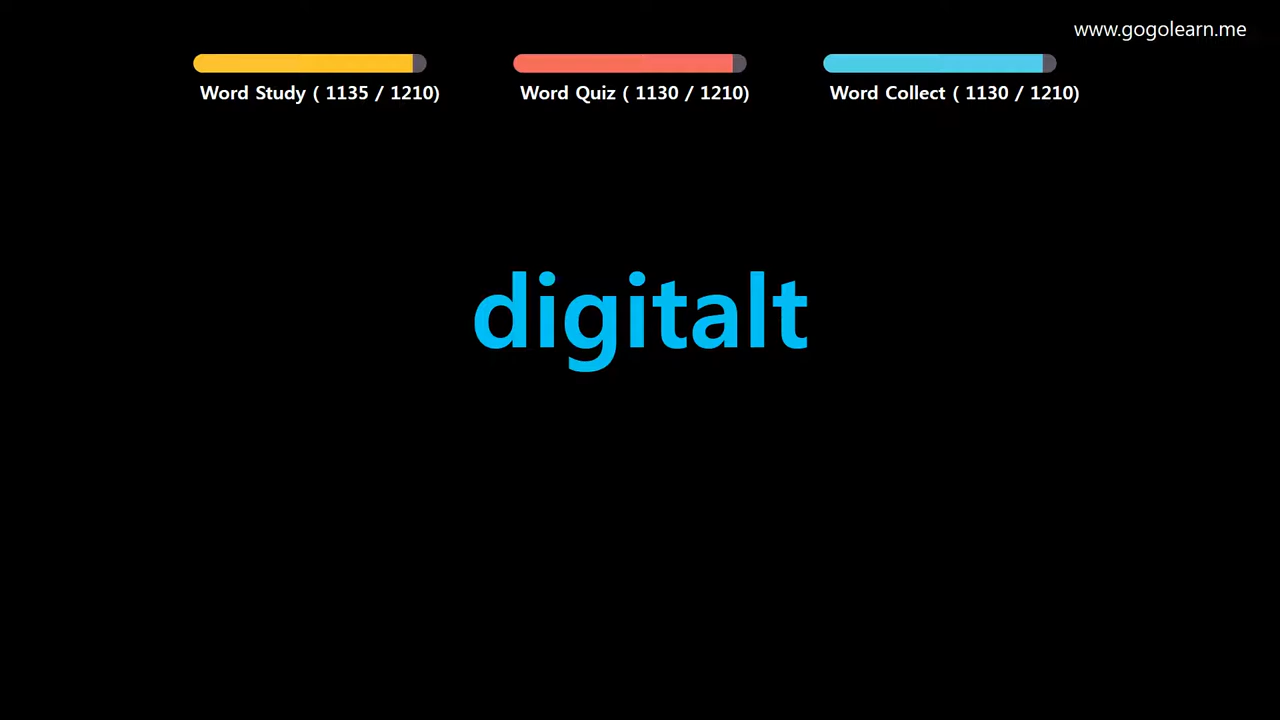 www.gogolearn.me
Word Study ( 1135 / 1210)
Word Quiz ( 1130 / 1210)
Word Collect ( 1130 / 1210)
digitalt